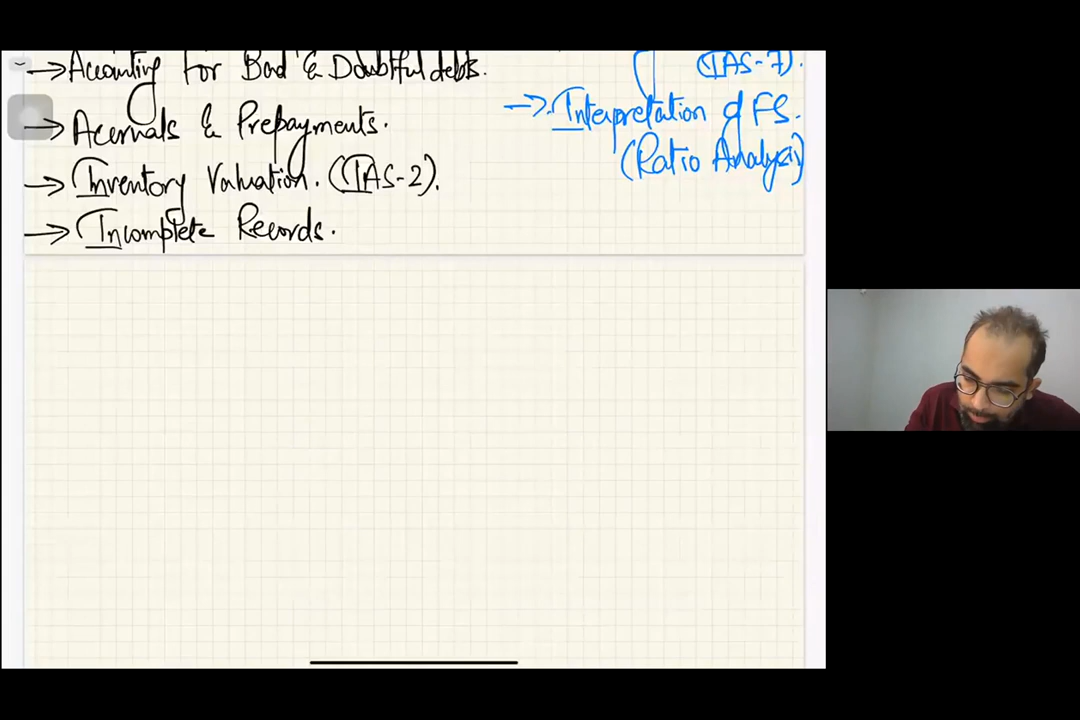 → Accounting for Bad & Doubtful debts.
→ Accruals & Prepayments.
→ Inventory Valuation. (IAS-2).
→ Incomplete Records.
(IAS-7).
→ Interpretation of FS.
(Ratio Analysis)